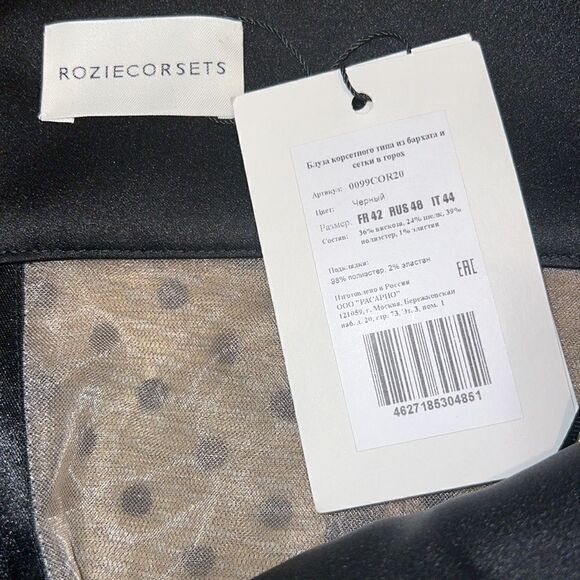 ROZIECORSETS
Блуза корсетного типа из бархата и
сетки в горох
Артикул: 0099COR20
Цвет: Черный
Размер: FR 42 RUS 48 IT 44
Состав: 36% вискоза, 24% шелк, 39%
полиэстер, 1% эластин
Подкладка:
98% полиэстер, 2% эластан
Изготовлено в России
ООО "РАСАРИО"
121059, г. Москва, Бережковская
наб, д. 20, стр. 73, Эт. 3, пом. 1
EAC
4627185304851